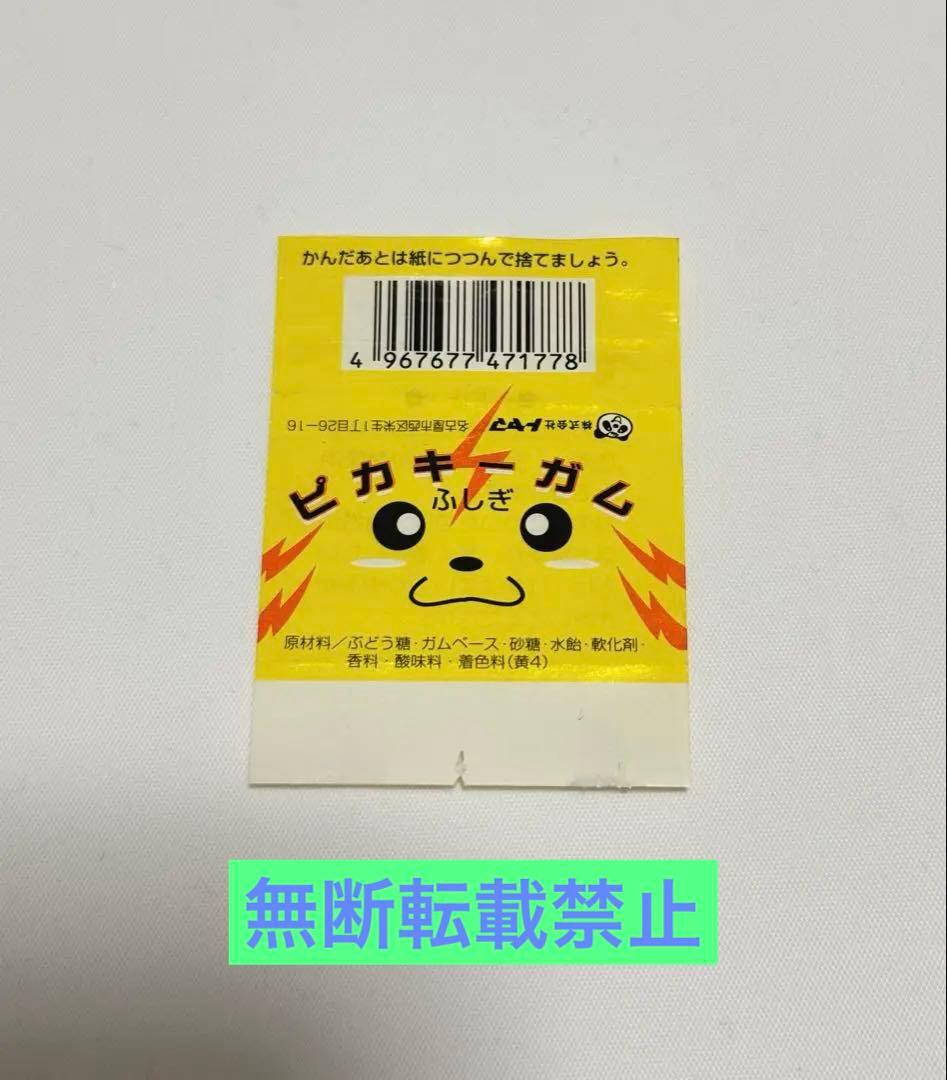 かんだあとは紙につつんで捨てましょう。
4 967677 471778
株式会社トヤマ 名古屋市西区栄生1丁目26-16
ピカキーガム
ふしぎ
原材料/ぶどう糖・ガムベース・砂糖・水飴・軟化剤・
香料・酸味料・着色料(黄4)
無断転載禁止